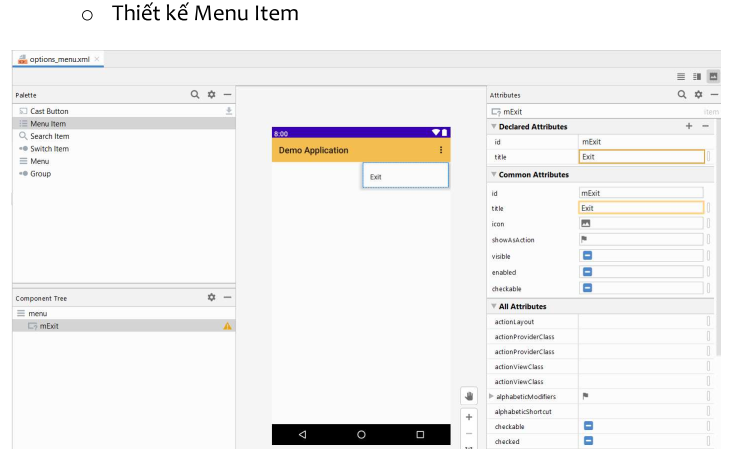 o Thiết kế Menu Item
options_menu.xml
Palette
Cast Button
Menu Item
Search Item
Switch Item
Menu
Group
8:00
Demo Application
Exit
Component Tree
menu
mExit
Attributes
mExit
item
Declared Attributes
id mExit
title Exit
Common Attributes
id mExit
title Exit
icon
showAsAction
visible
enabled
checkable
All Attributes
actionLayout
actionProviderClass
actionProviderClass
actionViewClass
actionViewClass
alphabeticModifiers
alphabeticShortcut
checkable
checked